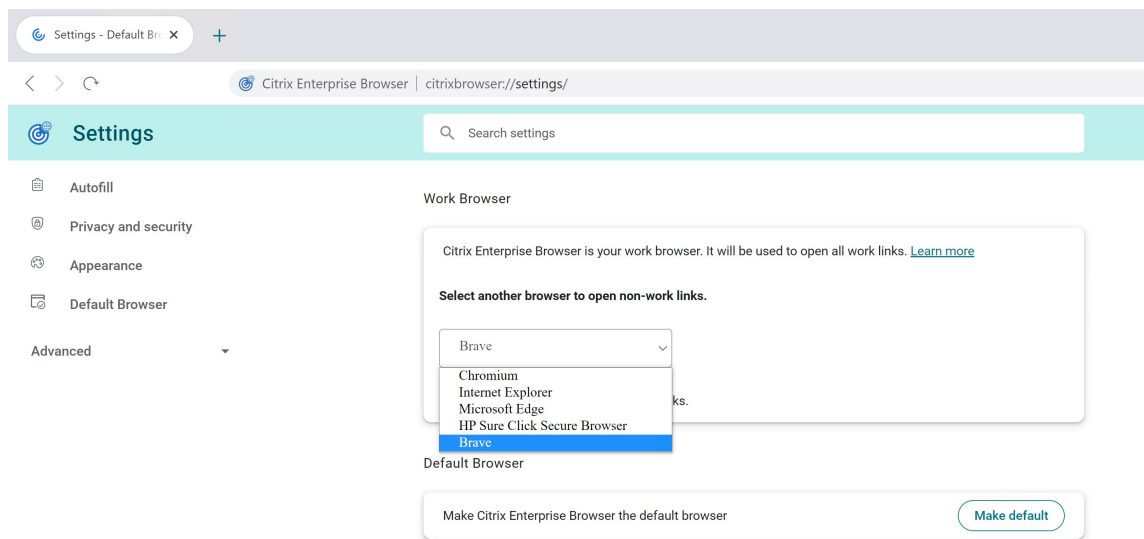 Settings - Default Bro
Citrix Enterprise Browser | citrixbrowser://settings/
Settings
Search settings
Autofill
Privacy and security
Appearance
Default Browser
Advanced
Work Browser
Citrix Enterprise Browser is your work browser. It will be used to open all work links. Learn more
Select another browser to open non-work links.
Brave
Chromium
Internet Explorer
Microsoft Edge
HP Sure Click Secure Browser
Brave
ks.
Default Browser
Make Citrix Enterprise Browser the default browser
Make default